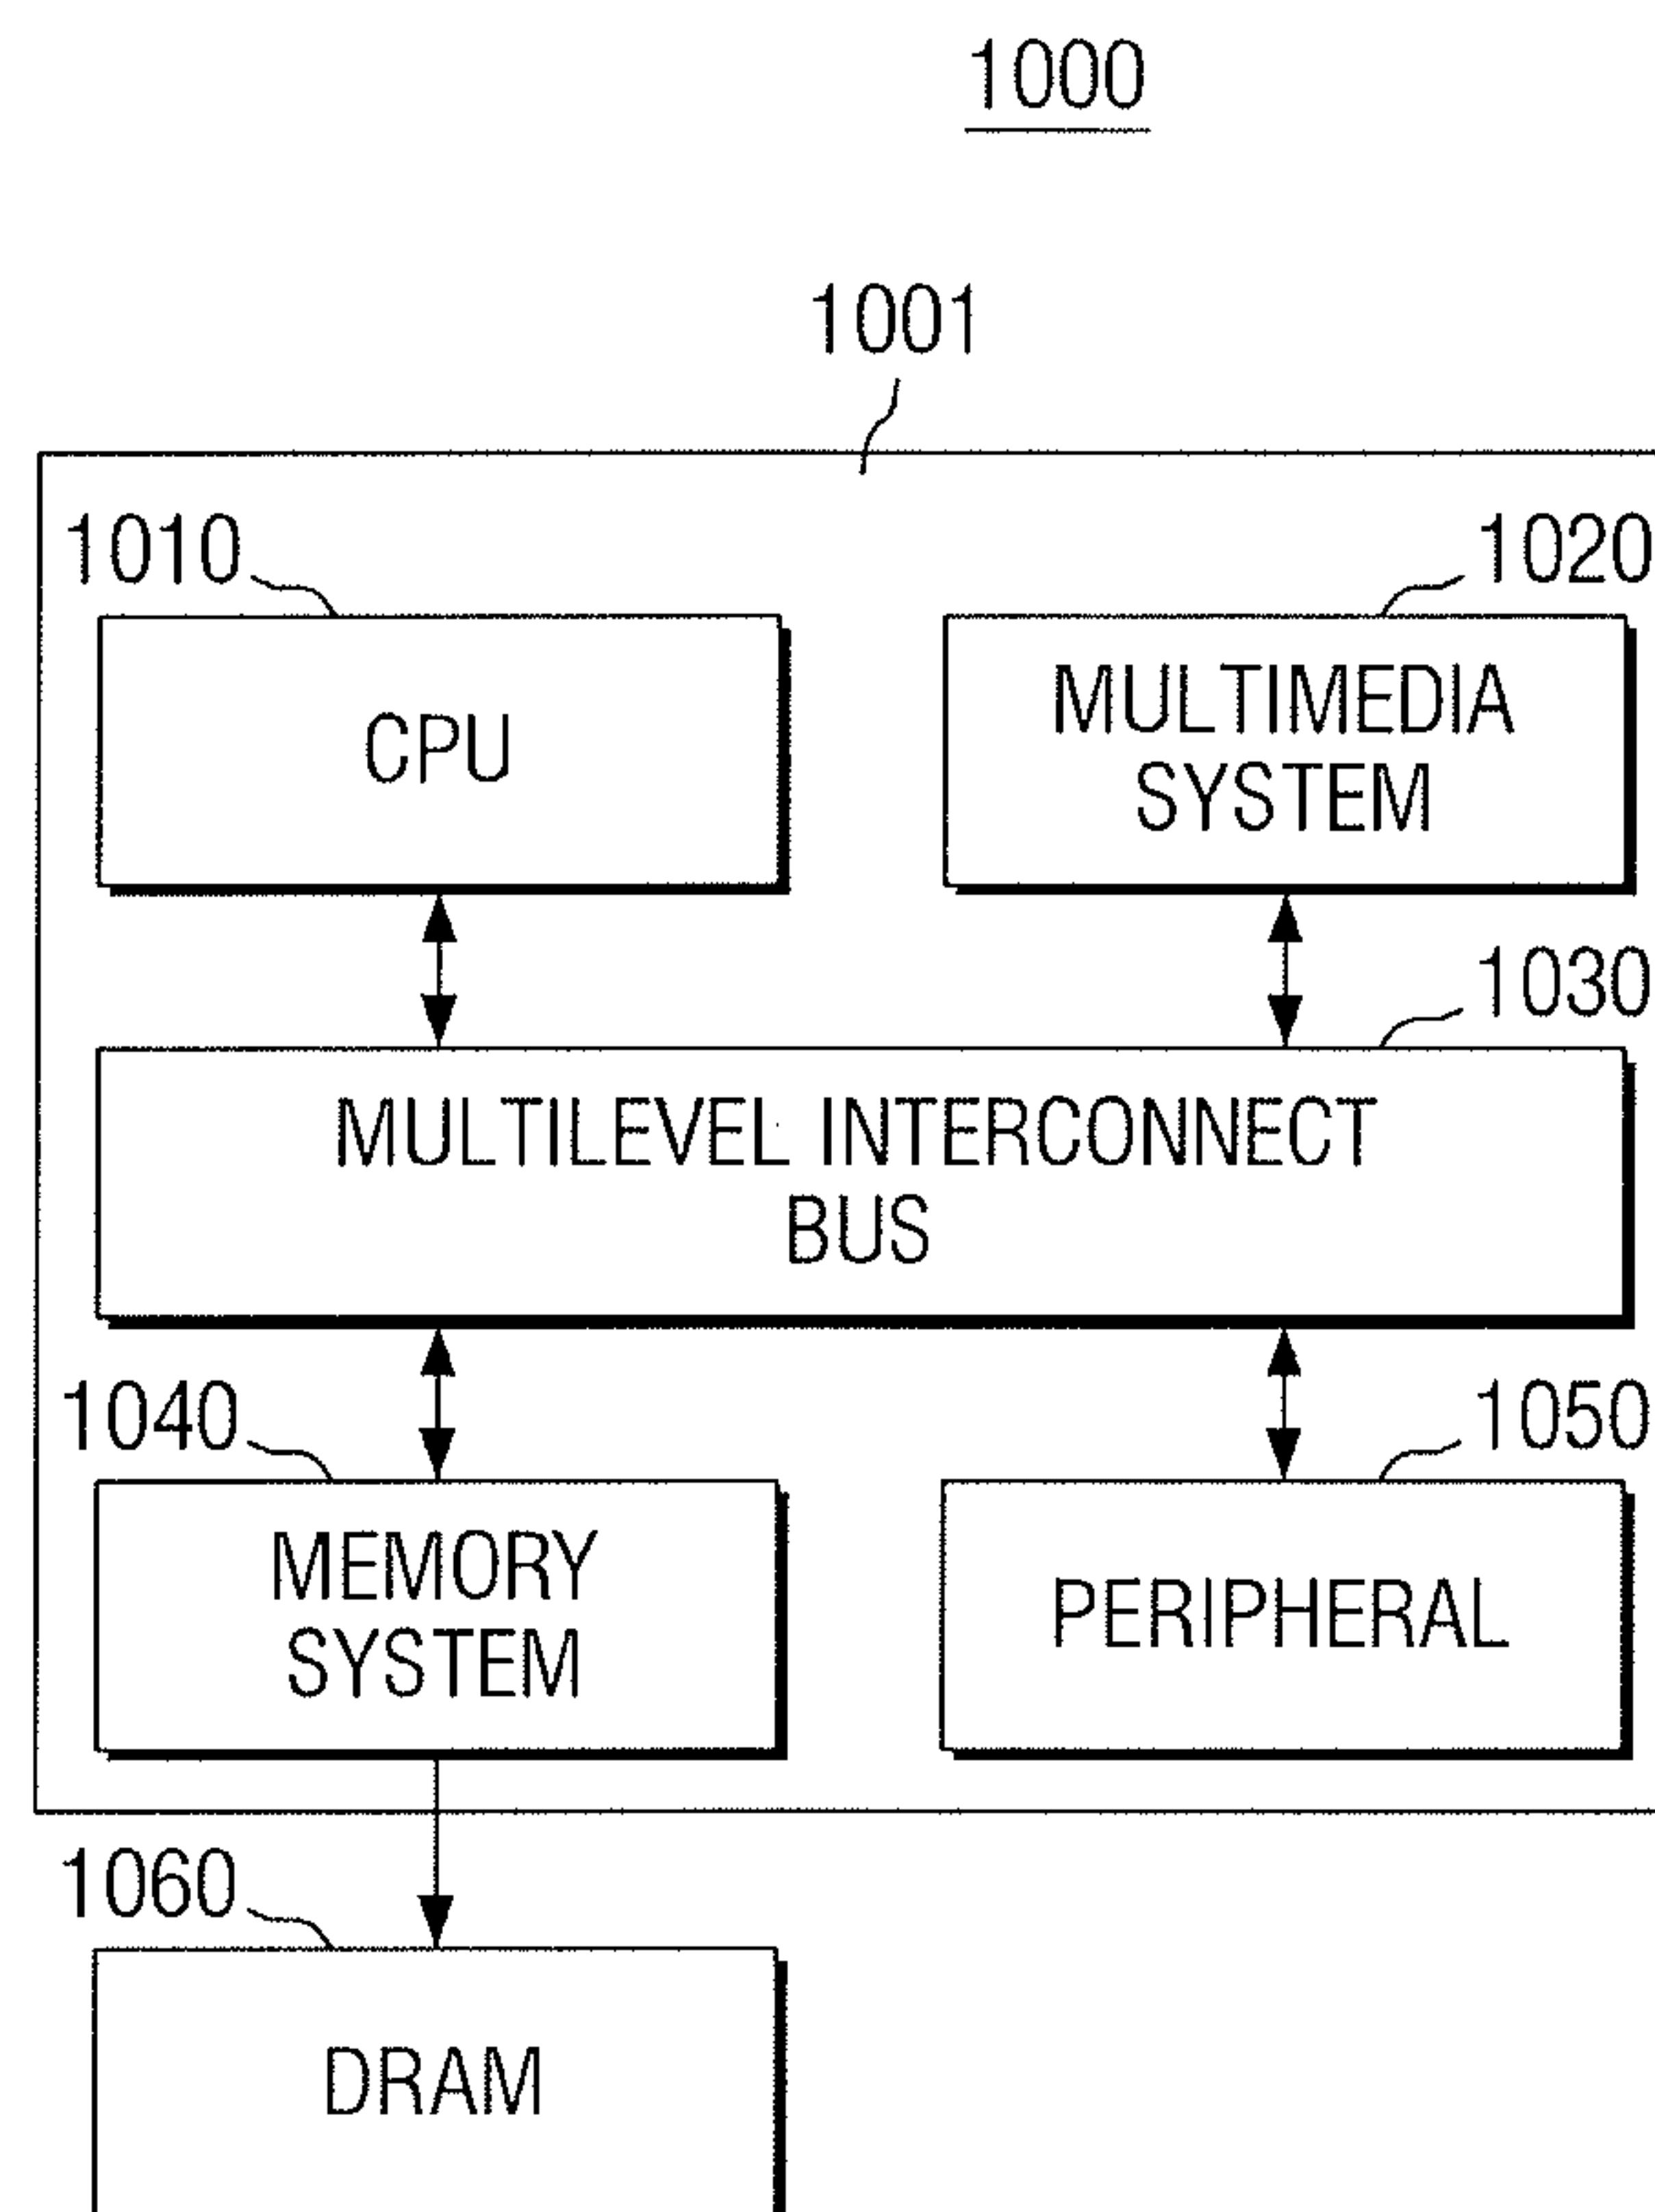 1000
1001
1010
1020
CPU
MULTIMEDIA
SYSTEM
1030
MULTILEVEL INTERCONNECT
BUS
1040
1050
MEMORY
SYSTEM
PERIPHERAL
1060
DRAM